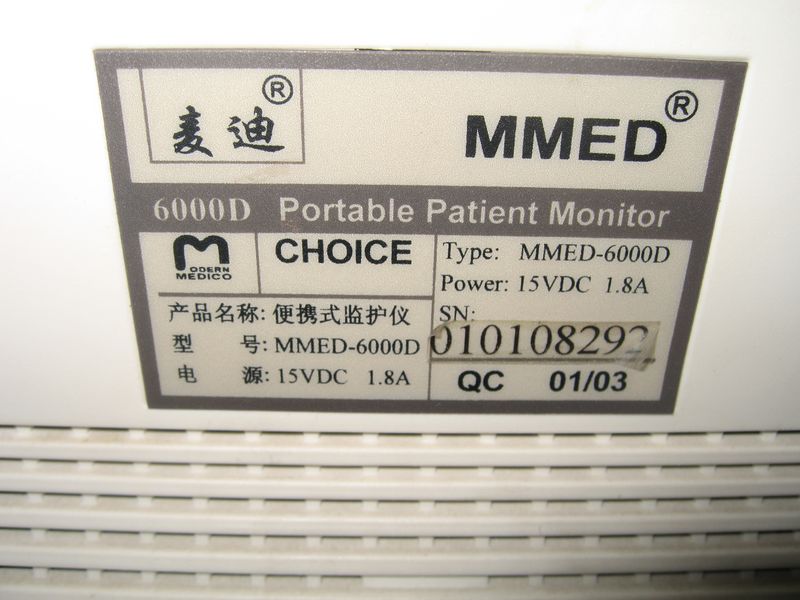 麦迪®
MMED®
6000D Portable Patient Monitor
MODERN
MEDICO
CHOICE
产品名称: 便携式监护仪
型 号: MMED-6000D
电 源: 15VDC 1.8A
Type: MMED-6000D
Power: 15VDC 1.8A
SN:
010108292
QC 01/03